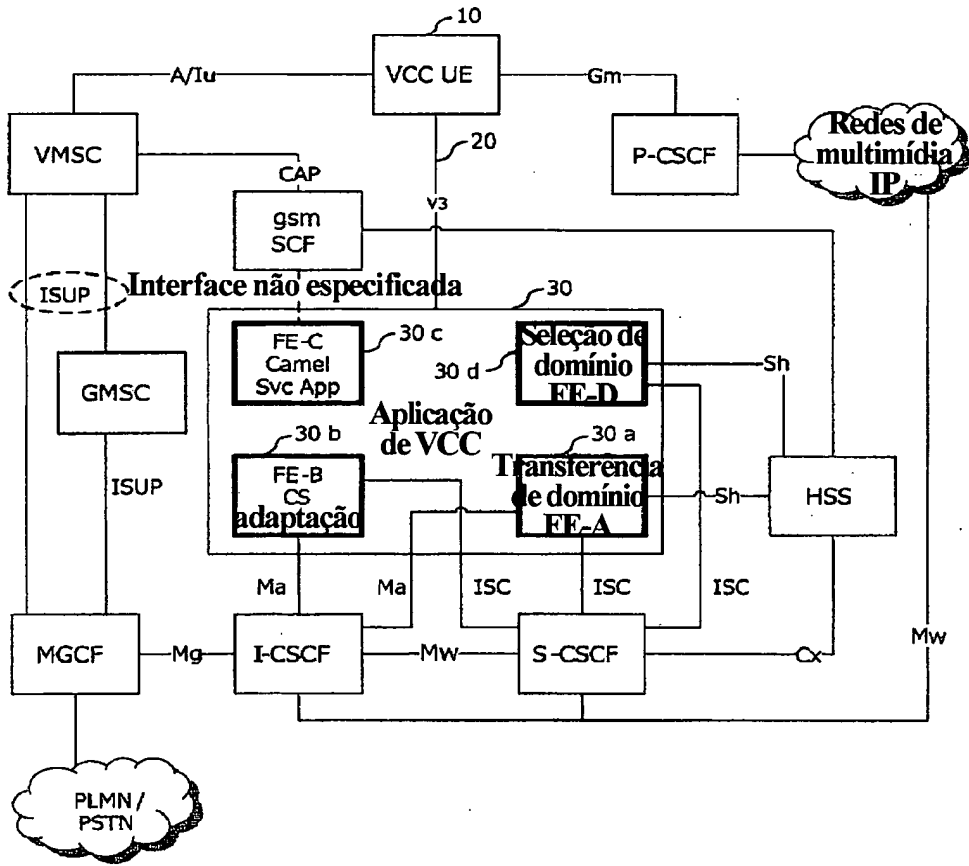 10
VCC UE
A/Iu
Gm
VMSC
20
P-CSCF
Redes de
multimídia
IP
CAP
v3
gsm
SCF
ISUP
Interface não especificada
30
FE-C
Camel
Svc App
30 c
30 d
Seleção de
domínio
FE-D
Sh
GMSC
Aplicação
de VCC
30 b
30 a
FE-B
CS
adaptação
Transferência
de domínio
FE-A
Sh
HSS
ISUP
Ma
Ma
ISC
ISC
ISC
MGCF
Mg
I-CSCF
Mw
S-CSCF
Cx
Mw
PLMN /
PSTN